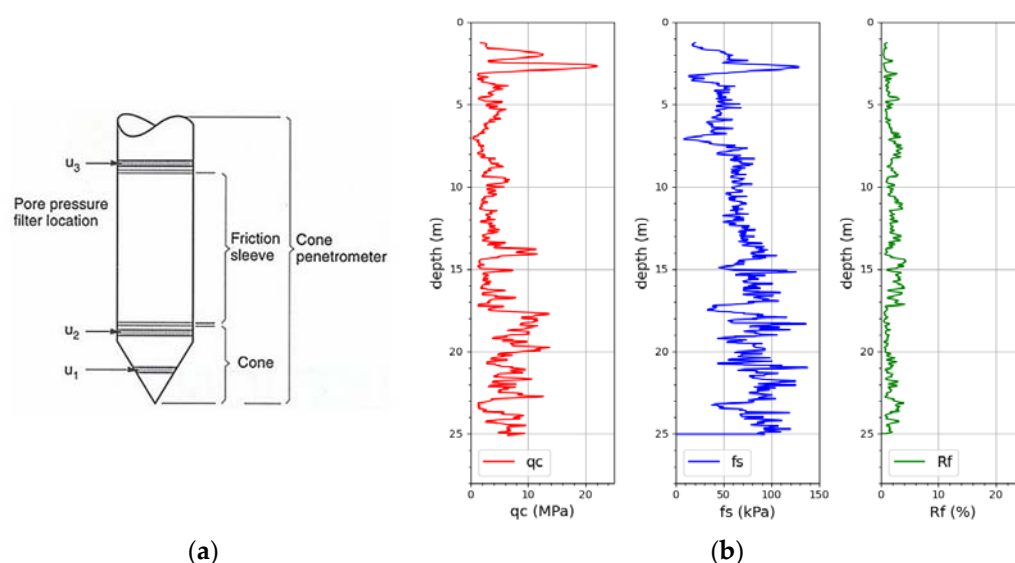 u3
Pore pressure
filter location
u2
u1
Friction
sleeve
Cone
penetrometer
Cone
(a)
0
5
10
15
20
25
depth (m)
qc
0 10 20
qc (MPa)
0
5
10
15
20
25
depth (m)
fs
0 50 100 150
fs (kPa)
0
5
10
15
20
25
depth (m)
Rf
0 10 20
Rf (%)
(b)